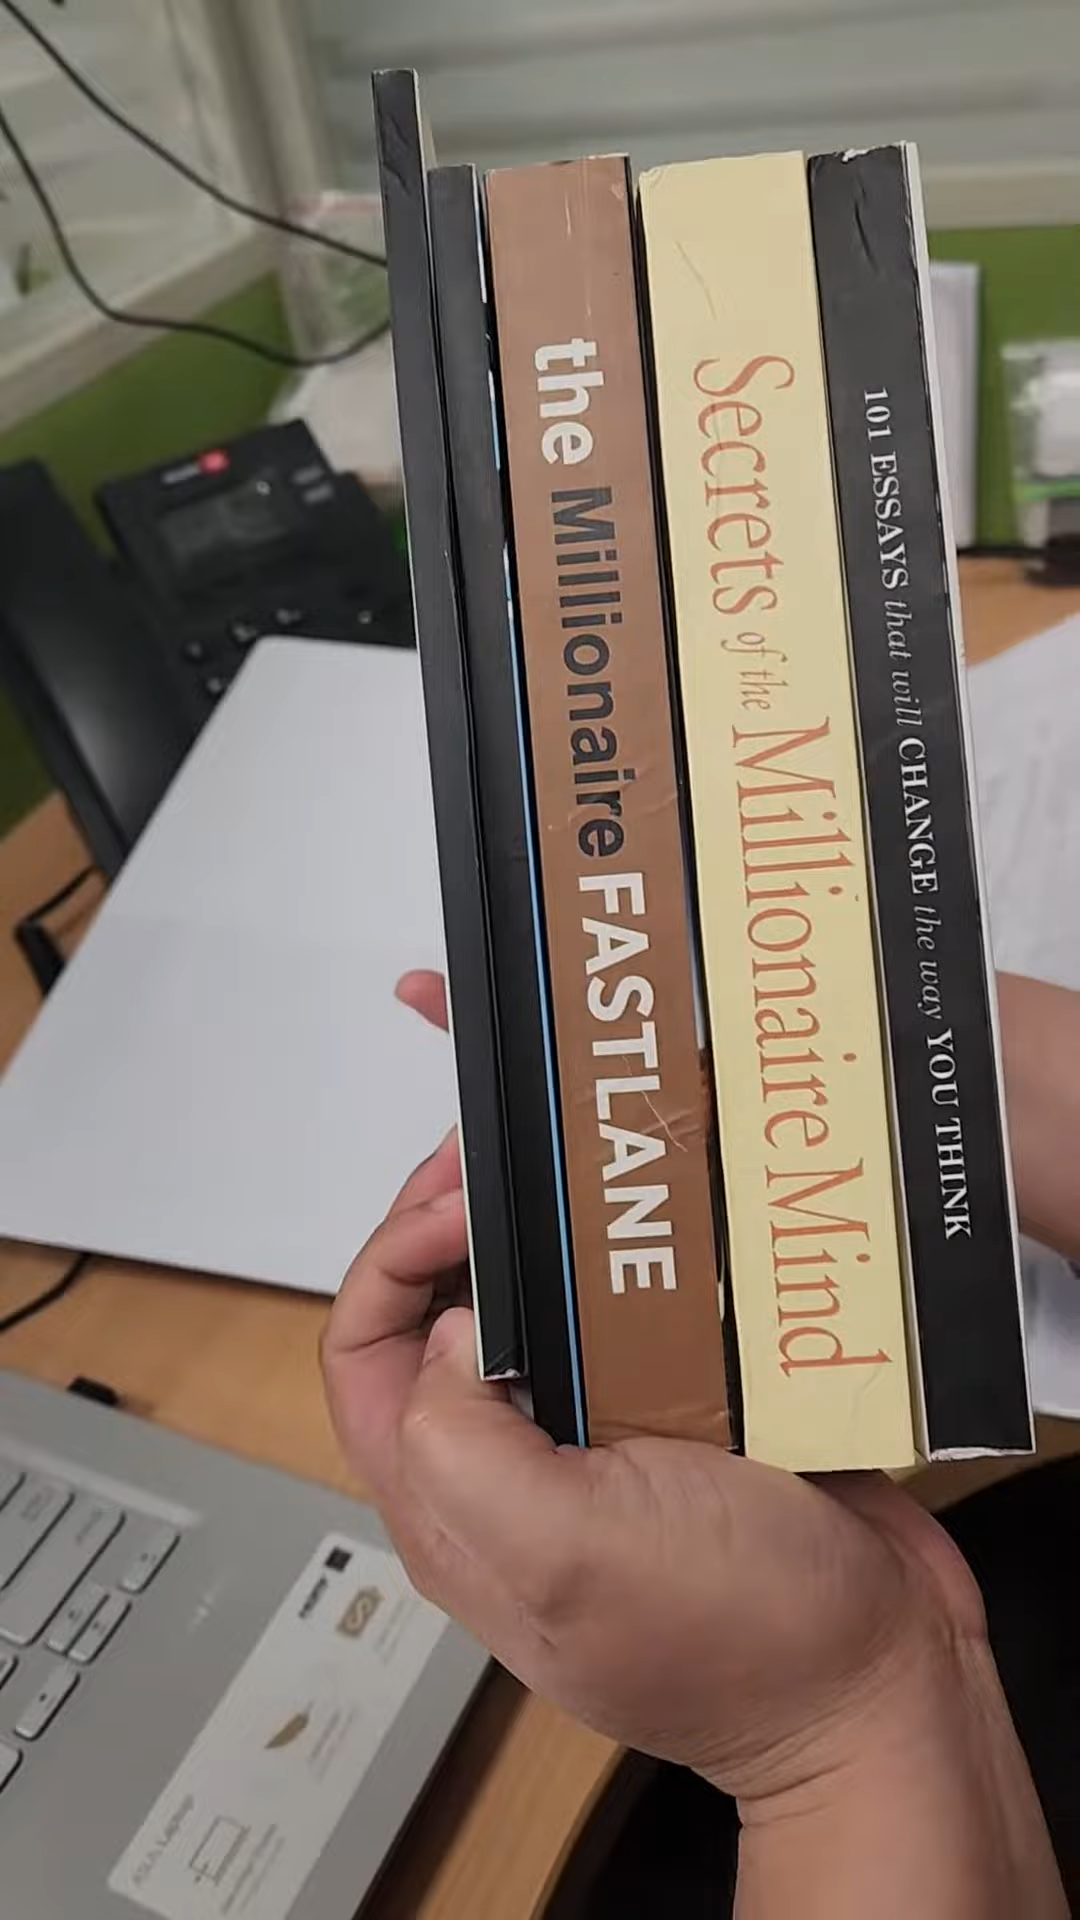 the Millionaire FASTLANE
Secrets of the Millionaire Mind
101 ESSAYS that will CHANGE the way YOU THINK